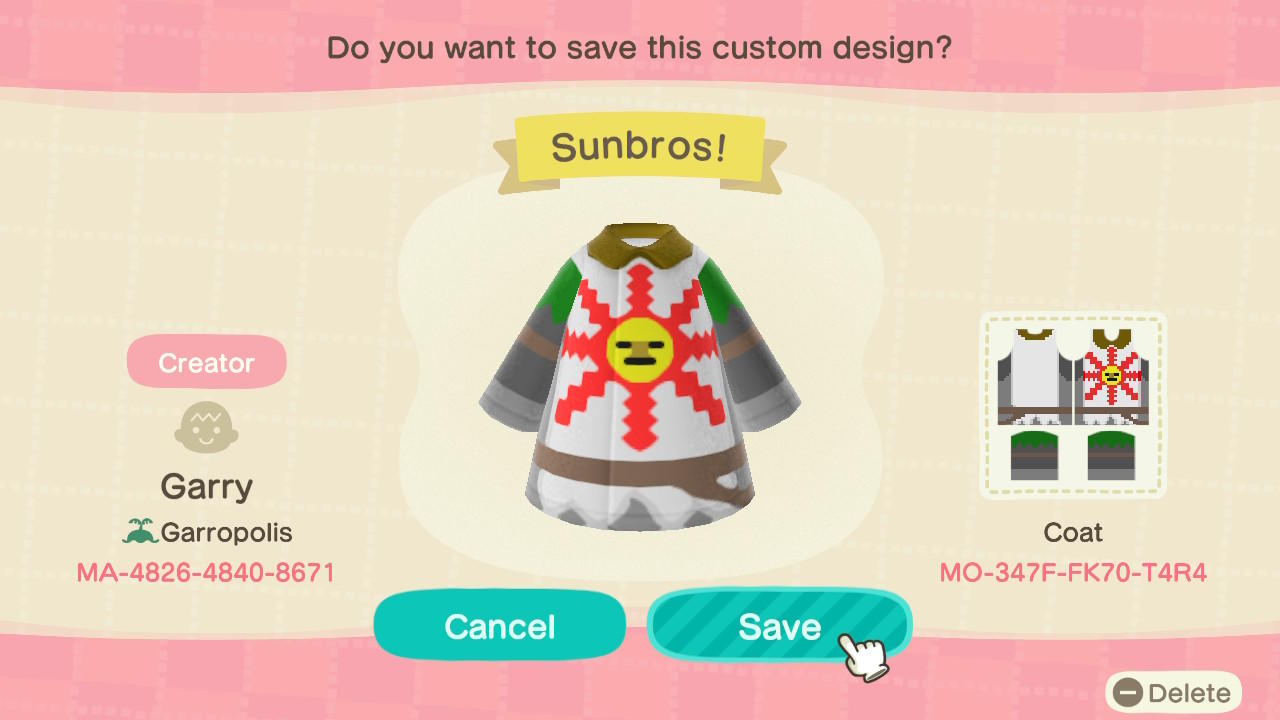 Do you want to save this custom design?
Sunbros!
Creator
Garry
Garropolis
MA-4826-4840-8671
Coat
MO-347F-FK70-T4R4
Cancel
Save
Delete